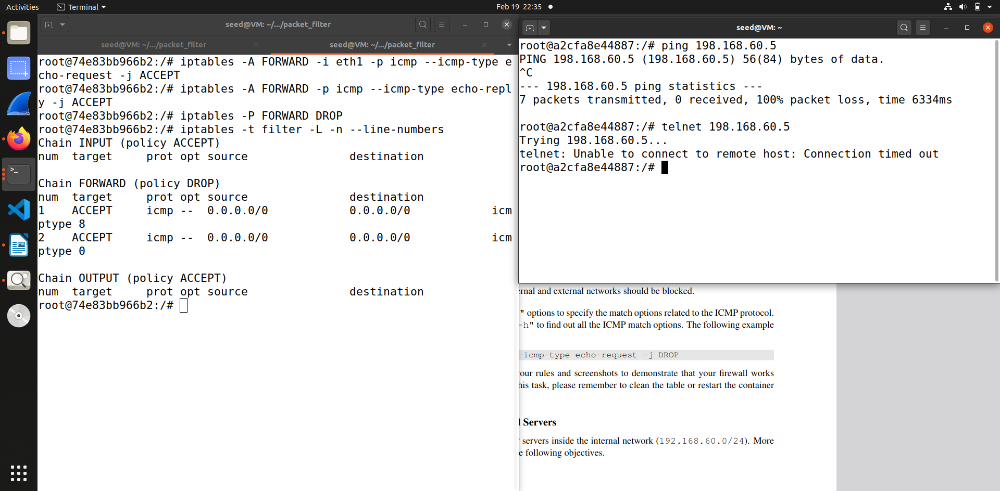 Activities
Terminal
Feb 19 22:35
seed@VM: ~/.../packet_filter
seed@VM: ~/.../packet_filter
seed@VM: ~/.../packet_filter
root@74e83bb966b2:/# iptables -A FORWARD -i eth1 -p icmp --icmp-type e
cho-request -j ACCEPT
root@74e83bb966b2:/# iptables -A FORWARD -p icmp --icmp-type echo-repl
y -j ACCEPT
root@74e83bb966b2:/# iptables -P FORWARD DROP
root@74e83bb966b2:/# iptables -t filter -L -n --line-numbers
Chain INPUT (policy ACCEPT)
num  target     prot opt source               destination
Chain FORWARD (policy DROP)
num  target     prot opt source               destination
1    ACCEPT     icmp --  0.0.0.0/0            0.0.0.0/0            icm
ptype 8
2    ACCEPT     icmp --  0.0.0.0/0            0.0.0.0/0            icm
ptype 0
Chain OUTPUT (policy ACCEPT)
num  target     prot opt source               destination
root@74e83bb966b2:/#
seed@VM: ~
root@a2cfa8e44887:/# ping 198.168.60.5
PING 198.168.60.5 (198.168.60.5) 56(84) bytes of data.
^C
--- 198.168.60.5 ping statistics ---
7 packets transmitted, 0 received, 100% packet loss, time 6334ms
root@a2cfa8e44887:/# telnet 198.168.60.5
Trying 198.168.60.5...
telnet: Unable to connect to remote host: Connection timed out
root@a2cfa8e44887:/#
ernal and external networks should be blocked.
" options to specify the match options related to the ICMP protocol.
-h" to find out all the ICMP match options. The following example
-icmp-type echo-request -j DROP
our rules and screenshots to demonstrate that your firewall works
his task, please remember to clean the table or restart the container
Servers
servers inside the internal network (192.168.60.0/24). More
e following objectives.